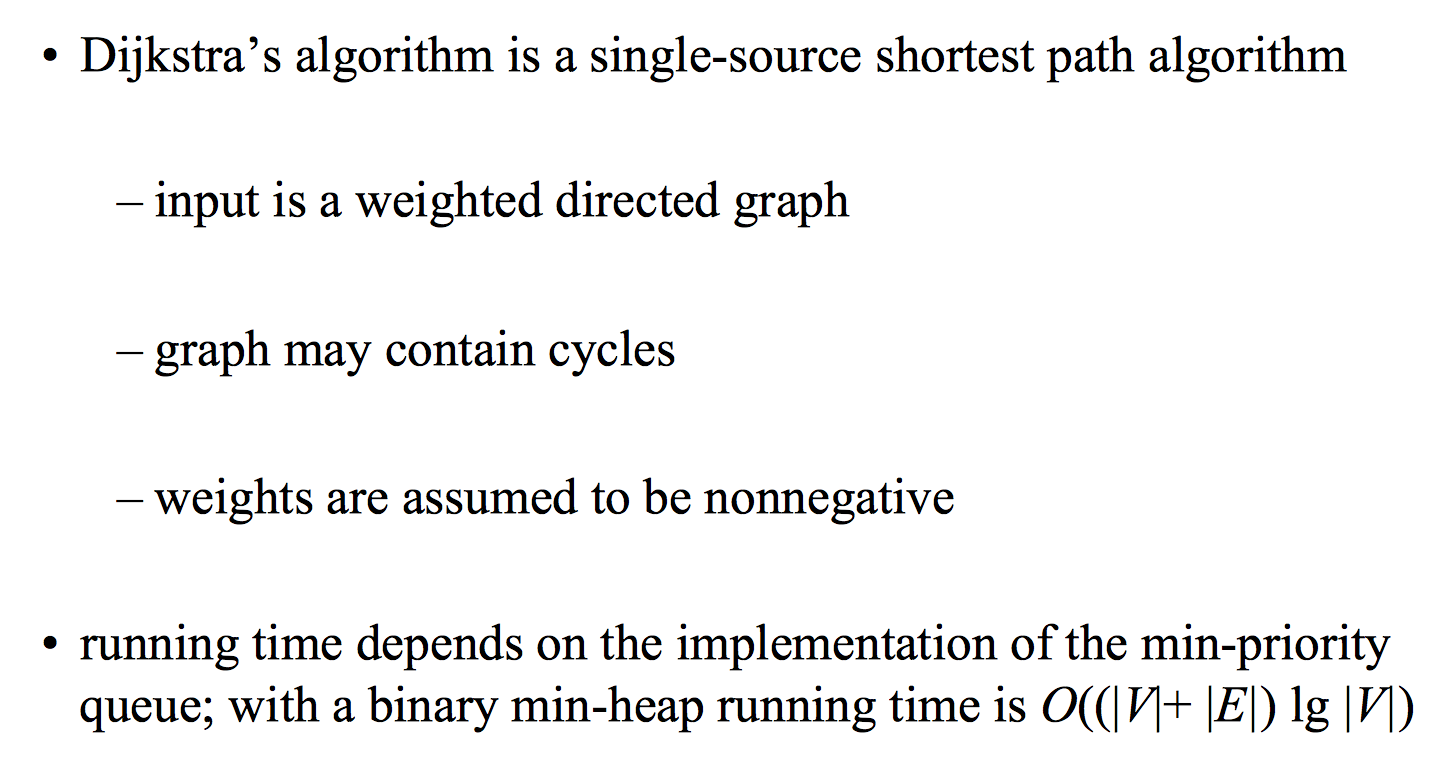 • Dijkstra’s algorithm is a single-source shortest path algorithm
– input is a weighted directed graph
– graph may contain cycles
– weights are assumed to be nonnegative
• running time depends on the implementation of the min-priority
queue; with a binary min-heap running time is O((|V|+ |E|) lg |V|)